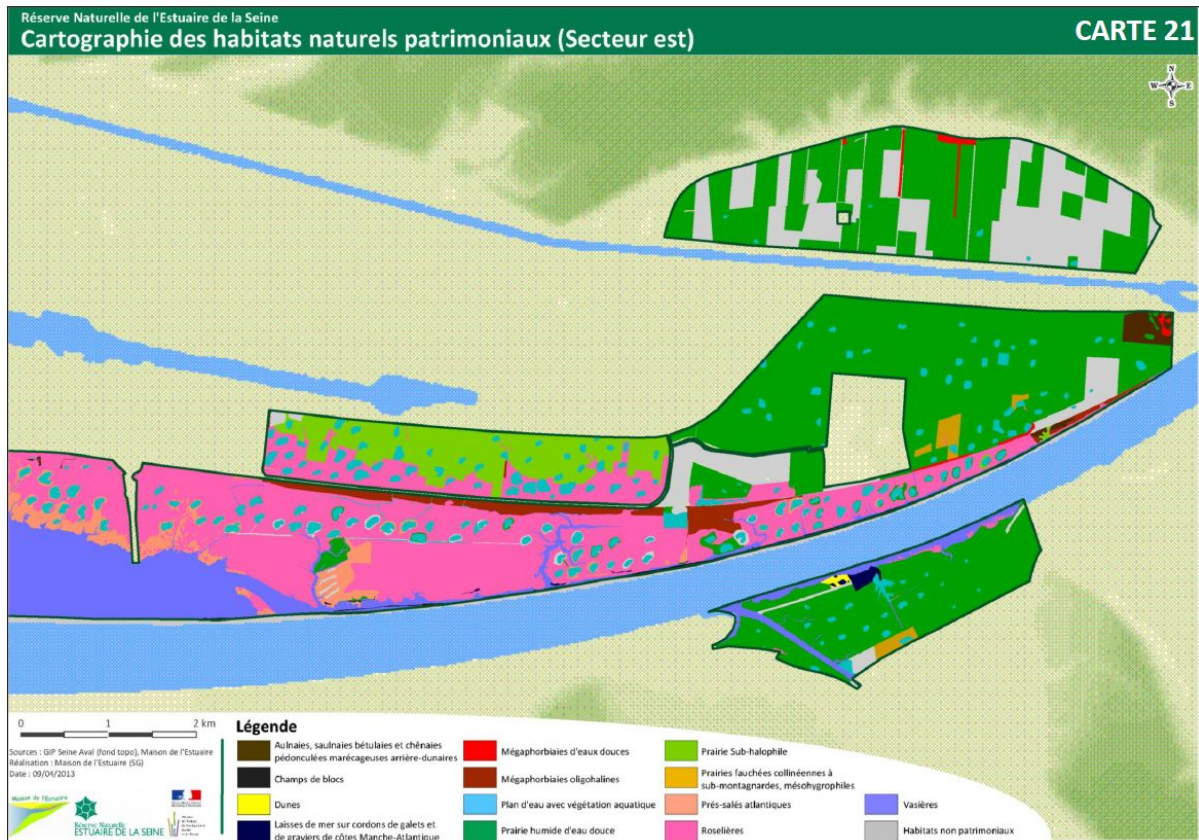 Réserve Naturelle de l'Estuaire de la Seine
Cartographie des habitats naturels patrimoniaux (Secteur est)
CARTE 21
N
W E
S
0 1 2 km
Sources : GIP Seine Aval (fond topo), Maison de l'Estuaire
Réalisation : Maison de l'Estuaire (SG)
Date : 09/04/2013
Maison de l'Estuaire
Réserve Naturelle
ESTUAIRE DE LA SEINE
Légende
Aulnaies, saulnaies bétulaies et chênaies
pédonculées marécageuses arrière-dunaires
Champs de blocs
Dunes
Laisses de mer sur cordons de galets et
de graviers de côtes Manche-Atlantique
Mégaphorbiaies d'eaux douces
Mégaphorbiaies oligohalines
Plan d'eau avec végétation aquatique
Prairie humide d'eau douce
Prairie Sub-halophile
Prairies fauchées collinéennes à
sub-montagnardes, mésohygrophiles
Prés-salés atlantiques
Roselières
Vasières
Habitats non patrimoniaux